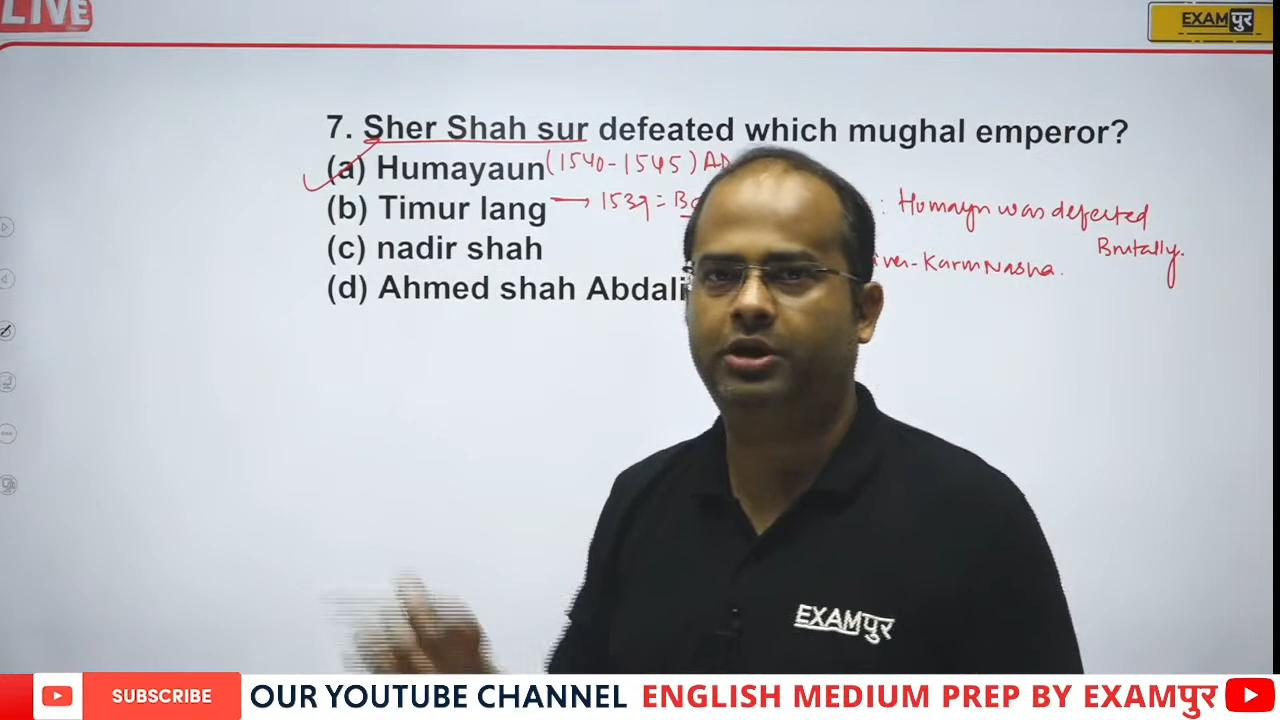 LIVE
EXAMपुर
7. Sher Shah sur defeated which mughal emperor?
(a) Humayaun (1540-1545) AD
(b) Timur lang → 1539 = : Humayn was defeated
Brutally.
(c) nadir shah KarmNasha.
(d) Ahmed shah Abdali
EXAMपुर
SUBSCRIBE OUR YOUTUBE CHANNEL ENGLISH MEDIUM PREP BY EXAMपुर